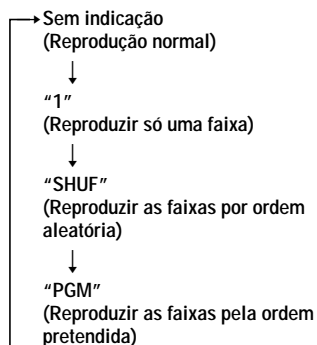 Sem indicação
(Reprodução normal)
“1”
(Reproduzir só uma faixa)
“SHUF”
(Reproduzir as faixas por ordem
aleatória)
“PGM”
(Reproduzir as faixas pela ordem
pretendida)